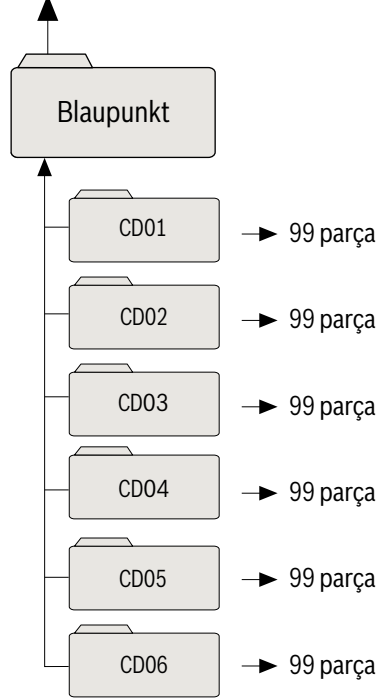 Blaupunkt
CD01 99 parça
CD02 99 parça
CD03 99 parça
CD04 99 parça
CD05 99 parça
CD06 99 parça